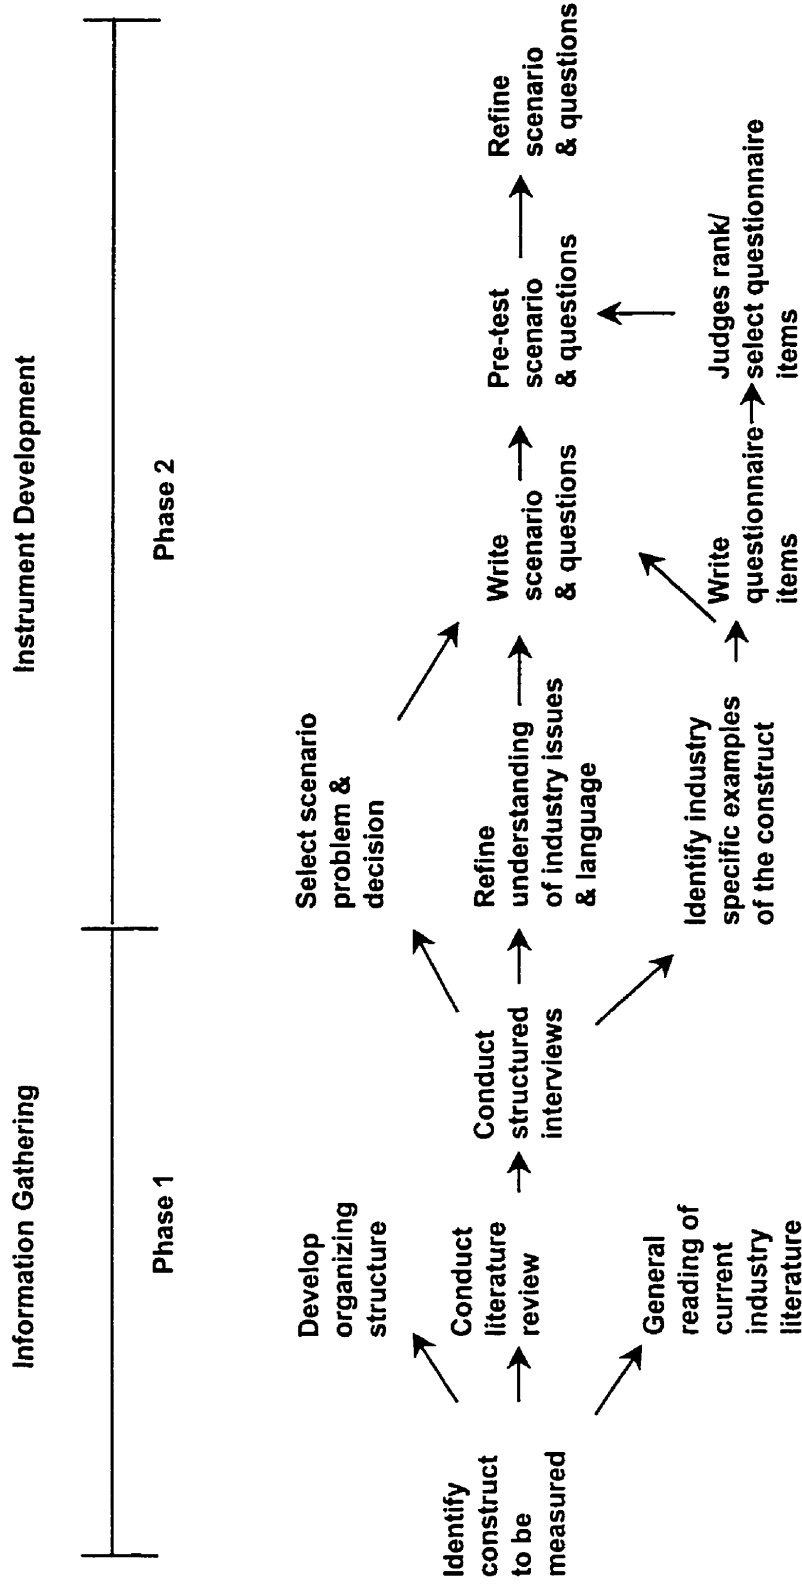 Information Gathering
Instrument Development
Phase 1
Phase 2
Identify
construct
to be
measured
Develop
organizing
structure
Conduct
literature
review
General
reading of
current
industry
literature
Conduct
structured
interviews
Select scenario
problem &
decision
Refine
understanding
of industry issues
& language
Identify industry
specific examples
of the construct
Write
scenario
& questions
Write
questionnaire
items
Pre-test
scenario
& questions
Judges rank/
select questionnaire
items
Refine
scenario
& questions